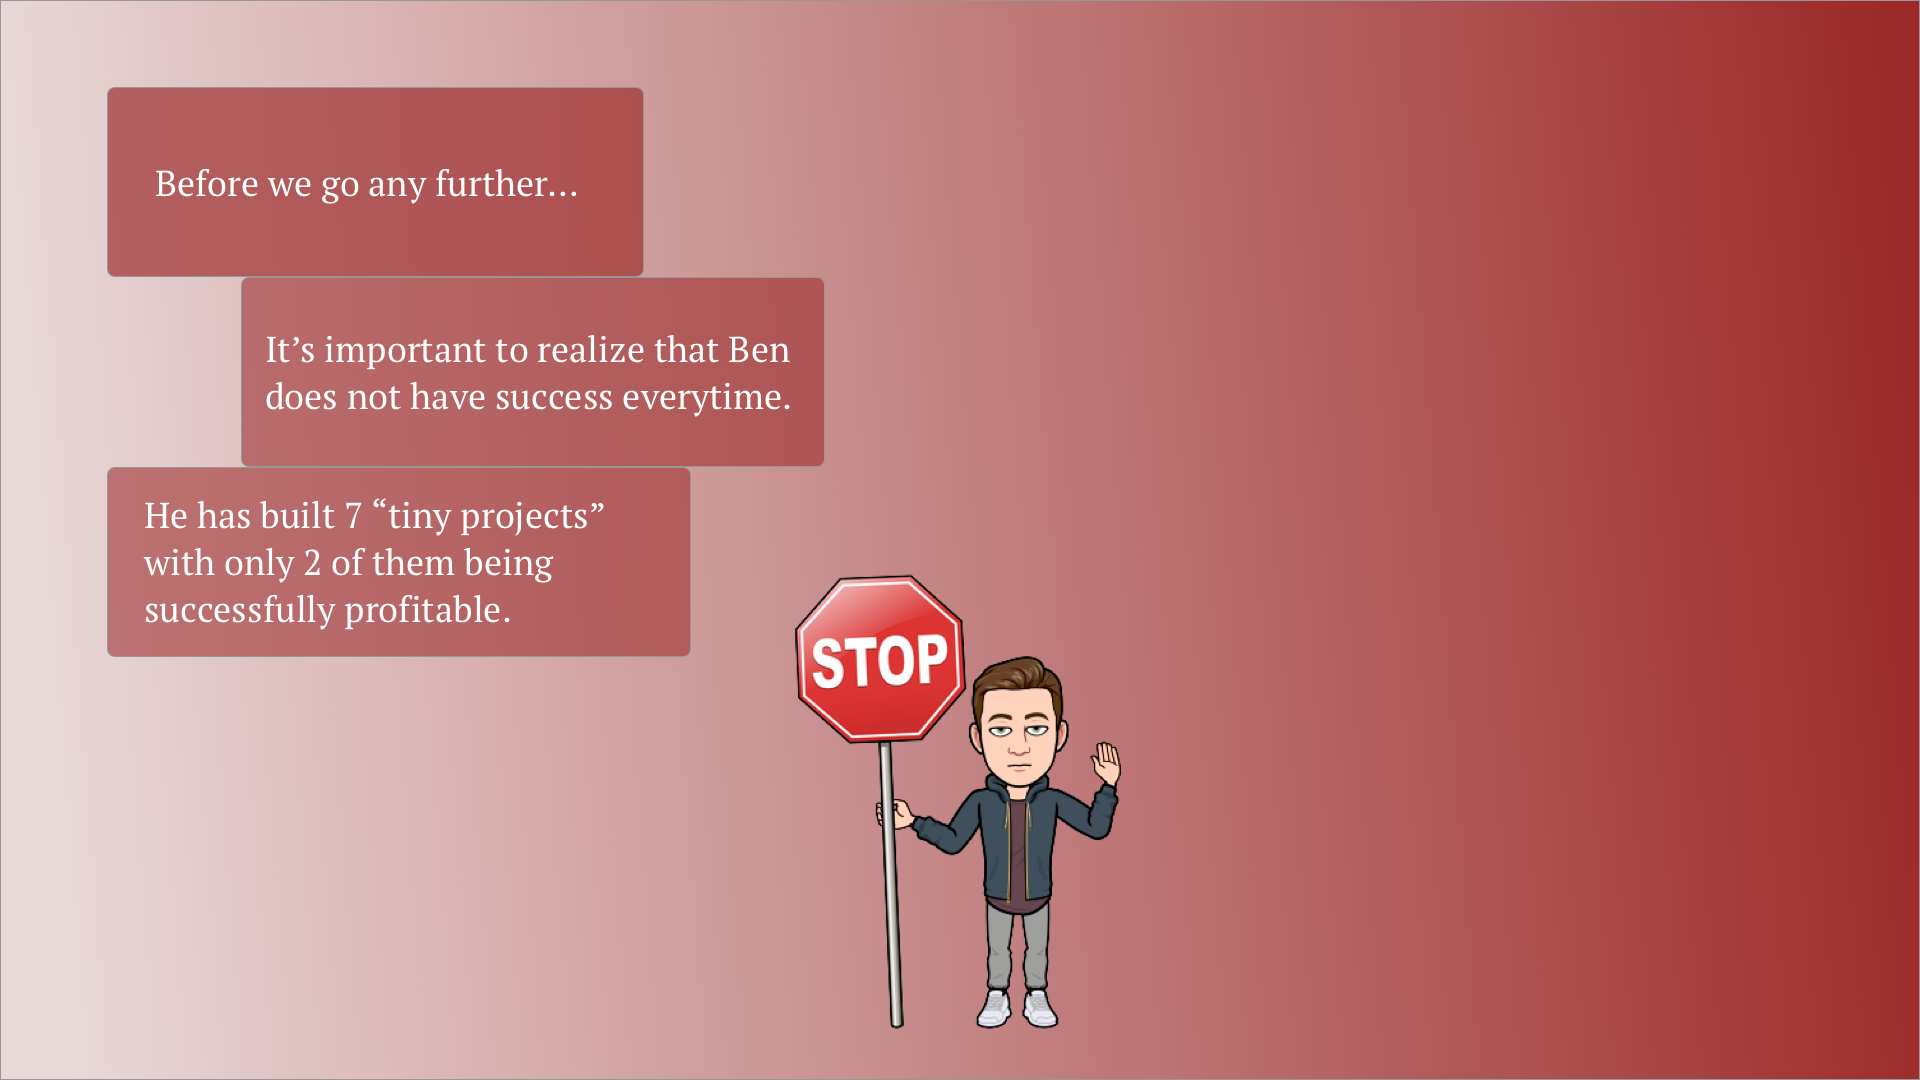 Before we go any further...
It’s important to realize that Ben
does not have success everytime.
He has built 7 “tiny projects”
with only 2 of them being
successfully profitable.
STOP